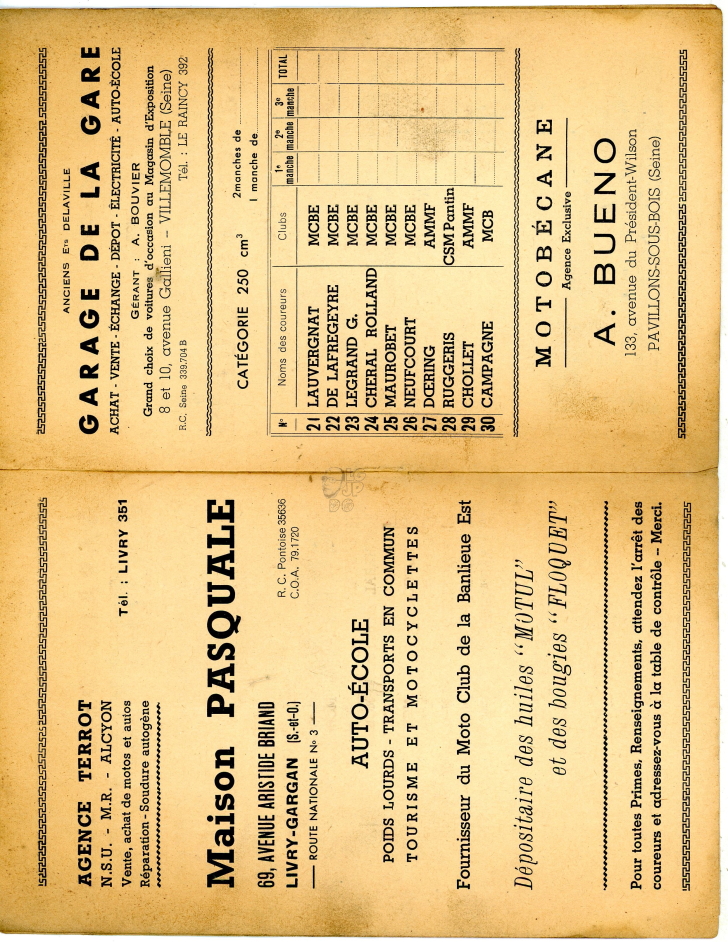 AGENCE TERROT
N.S.U. - M.R. - ALCYON
Vente, achat de motos et autos
Réparation - Soudure autogène
Tél. : LIVRY 351
Maison PASQUALE
69, AVENUE ARISTIDE BRIAND
LIVRY-GARGAN (S.-et-O.)
ROUTE NATIONALE No 3
R. C. Pontoise 35636
C.O.A. 79.1720
AUTO-ÉCOLE
POIDS LOURDS - TRANSPORTS EN COMMUN
TOURISME ET MOTOCYCLETTES
Fournisseur du Moto Club de la Banlieue Est
Dépositaire des huiles "MOTUL"
et des bougies "FLOQUET"
Pour toutes Primes, Renseignements, attendez l'arrêt des
coureurs et adressez-vous à la table de contrôle – Merci.
ANCIENS Ets DELAVILLE
GARAGE DE LA GARE
ACHAT - VENTE - ÉCHANGE - DÉPOT - ÉLECTRICITÉ - AUTO-ÉCOLE
GÉRANT : A. BOUVIER
Grand choix de voitures d'occasion au Magasin d'Exposition
8 et 10, avenue Gallieni – VILLEMOMBLE (Seine)
R.C. Seine 339.704 B Tél. : LE RAINCY 392
CATÉGORIE 250 cm3
2 manches de
1 manche de
No Noms des coureurs Clubs 1e manche 2e manche 3e manche TOTAL
21 LAUVERGNAT MCBE
22 DE LAFREGEYRE MCBE
23 LEGRAND G. MCBE
24 CHERAL ROLLAND MCBE
25 MAUROBET MCBE
26 NEUFCOURT MCBE
27 DŒRING AMMF
28 RUGGERIS CSM Pantin
29 CHOLLET AMMF
30 CAMPAGNE MCB
MOTOBÉCANE
Agence Exclusive
A. BUENO
133, avenue du Président-Wilson
PAVILLONS-SOUS-BOIS (Seine)